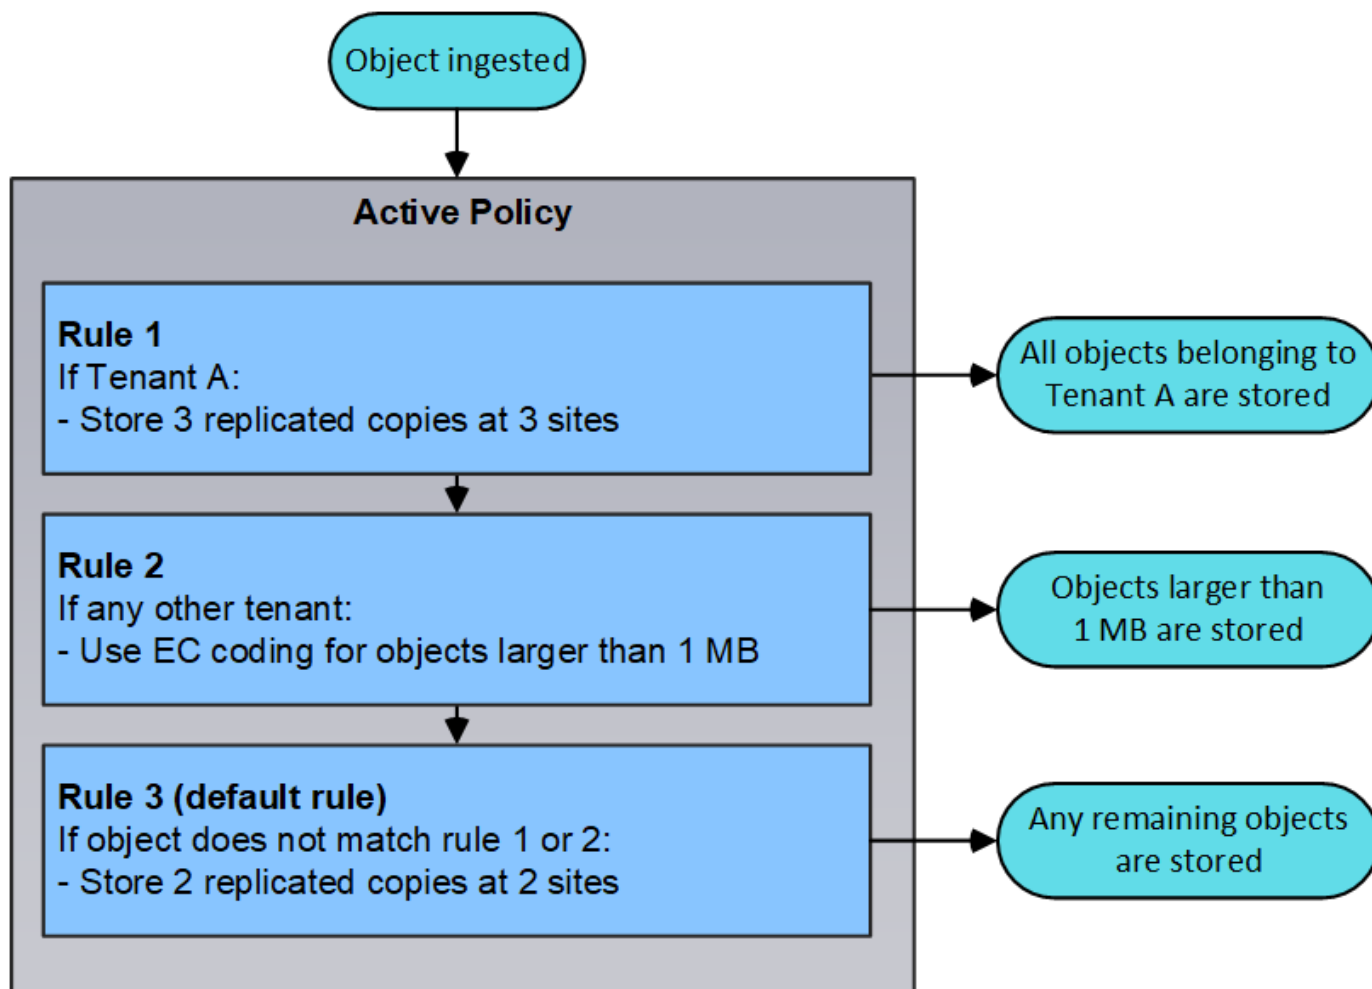 Object ingested
Active Policy
Rule 1
If Tenant A:
- Store 3 replicated copies at 3 sites
All objects belonging to
Tenant A are stored
Rule 2
If any other tenant:
- Use EC coding for objects larger than 1 MB
Objects larger than
1 MB are stored
Rule 3 (default rule)
If object does not match rule 1 or 2:
- Store 2 replicated copies at 2 sites
Any remaining objects
are stored